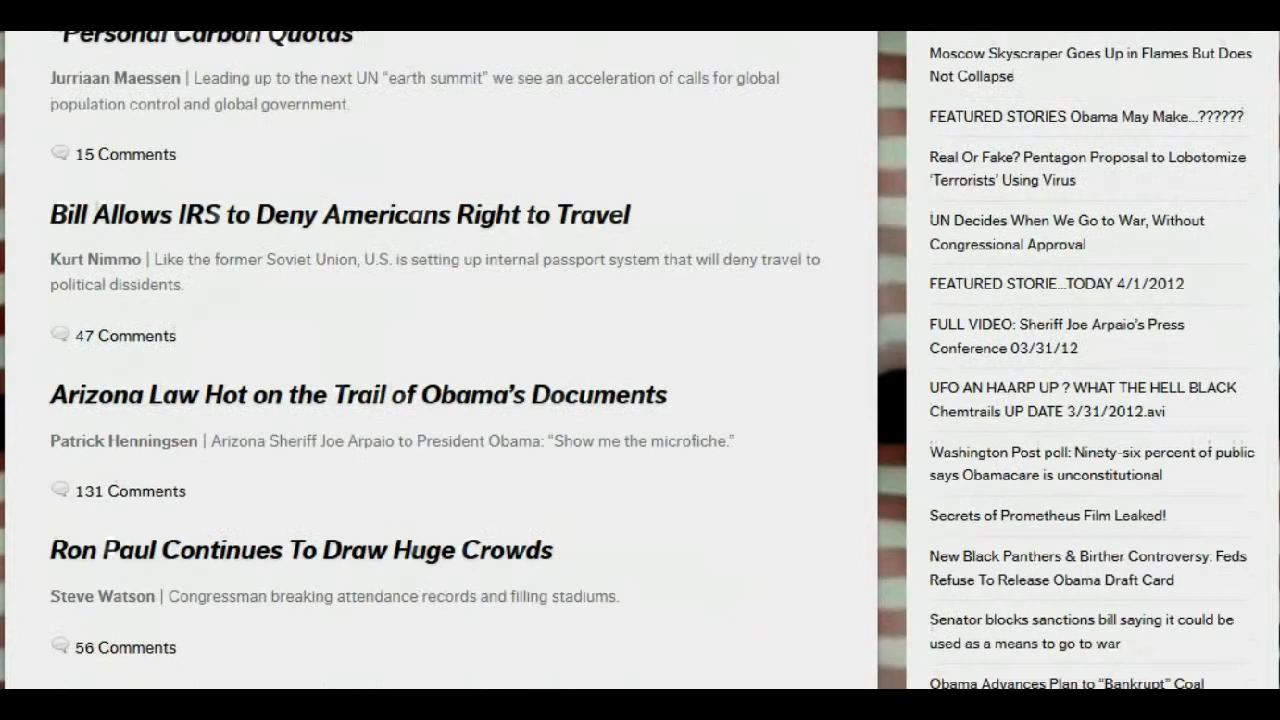 "Personal Carbon Quotas
Jurriaan Maessen | Leading up to the next UN “earth summit” we see an acceleration of calls for global
population control and global government.
15 Comments
Bill Allows IRS to Deny Americans Right to Travel
Kurt Nimmo | Like the former Soviet Union, U.S. is setting up internal passport system that will deny travel to
political dissidents.
47 Comments
Arizona Law Hot on the Trail of Obama’s Documents
Patrick Henningsen | Arizona Sheriff Joe Arpaio to President Obama: “Show me the microfiche.”
131 Comments
Ron Paul Continues To Draw Huge Crowds
Steve Watson | Congressman breaking attendance records and filling stadiums.
56 Comments
Moscow Skyscraper Goes Up in Flames But Does
Not Collapse
FEATURED STORIES Obama May Make…??????
Real Or Fake? Pentagon Proposal to Lobotomize
‘Terrorists’ Using Virus
UN Decides When We Go to War, Without
Congressional Approval
FEATURED STORIE…TODAY 4/1/2012
FULL VIDEO: Sheriff Joe Arpaio’s Press
Conference 03/31/12
UFO AN HAARP UP ? WHAT THE HELL BLACK
Chemtrails UP DATE 3/31/2012.avi
Washington Post poll: Ninety-six percent of public
says Obamacare is unconstitutional
Secrets of Prometheus Film Leaked!
New Black Panthers & Birther Controversy: Feds
Refuse To Release Obama Draft Card
Senator blocks sanctions bill saying it could be
used as a means to go to war
Obama Advances Plan to “Bankrupt” Coal